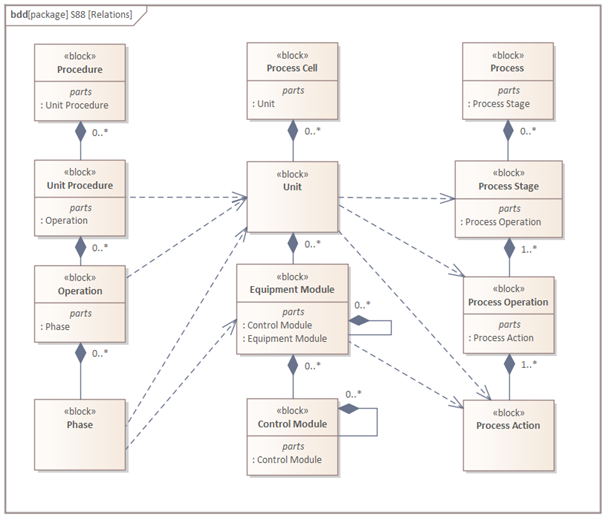 bdd[package] S88 [Relations]
«block»
Procedure
parts
: Unit Procedure
0..*
«block»
Unit Procedure
parts
: Operation
0..*
«block»
Operation
parts
: Phase
0..*
«block»
Phase
«block»
Process Cell
parts
: Unit
0..*
«block»
Unit
0..*
«block»
Equipment Module
parts
: Control Module
: Equipment Module
0..*
0..*
«block»
Control Module
parts
: Control Module
0..*
«block»
Process
parts
: Process Stage
0..*
«block»
Process Stage
parts
: Process Operation
1..*
«block»
Process Operation
parts
: Process Action
1..*
«block»
Process Action